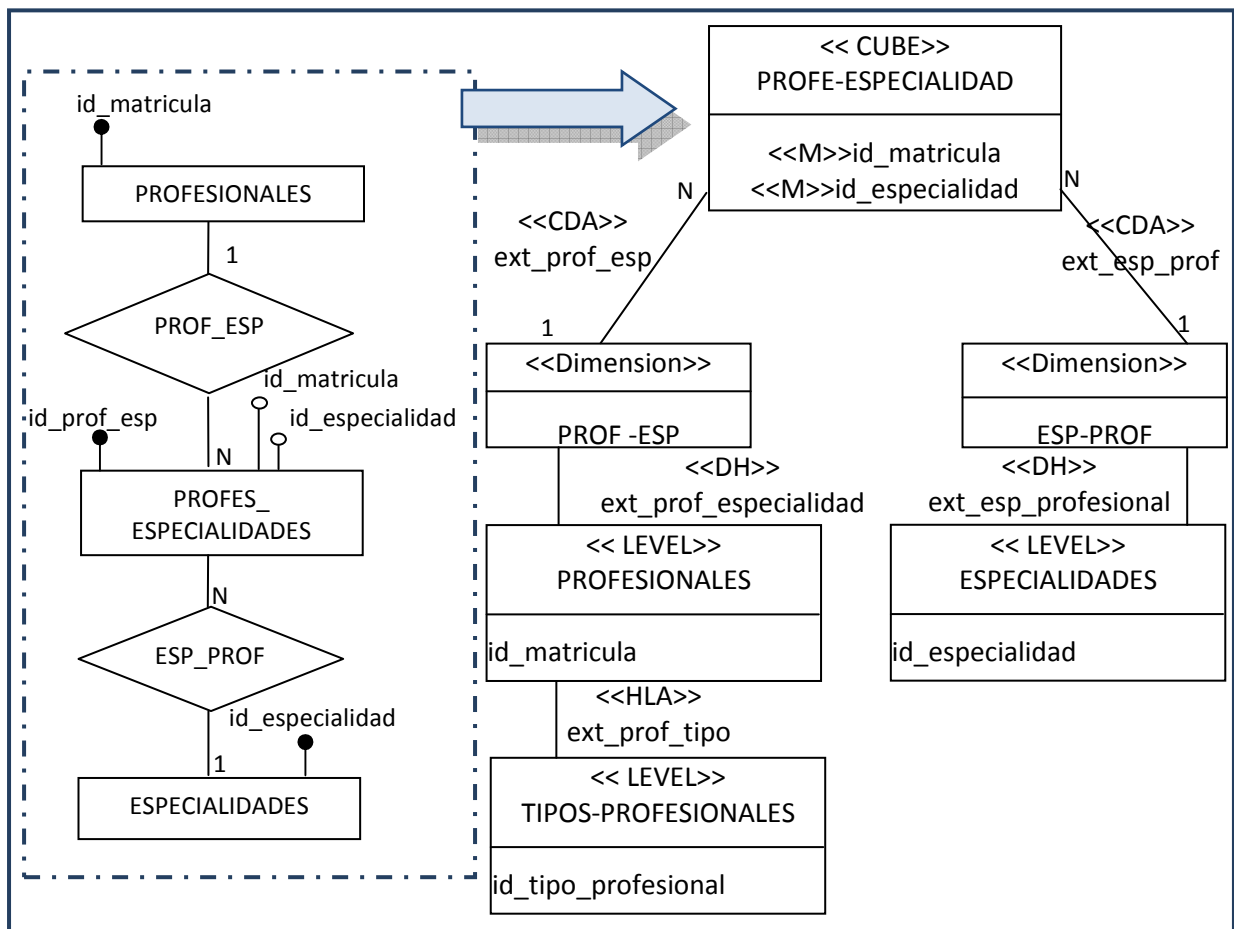 id_matricula
PROFESIONALES
1
PROF_ESP
id_matricula
id_especialidad
id_prof_esp
N
PROFES_
ESPECIALIDADES
N
ESP_PROF
id_especialidad
1
ESPECIALIDADES
<< CUBE>>
PROFE-ESPECIALIDAD
<<M>>id_matricula
<<M>>id_especialidad
N
N
<<CDA>>
ext_prof_esp
<<CDA>>
ext_esp_prof
1
1
<<Dimension>>
PROF -ESP
<<Dimension>>
ESP-PROF
<<DH>>
ext_prof_especialidad
<<DH>>
ext_esp_profesional
<< LEVEL>>
PROFESIONALES
id_matricula
<< LEVEL>>
ESPECIALIDADES
id_especialidad
<<HLA>>
ext_prof_tipo
<< LEVEL>>
TIPOS-PROFESIONALES
id_tipo_profesional